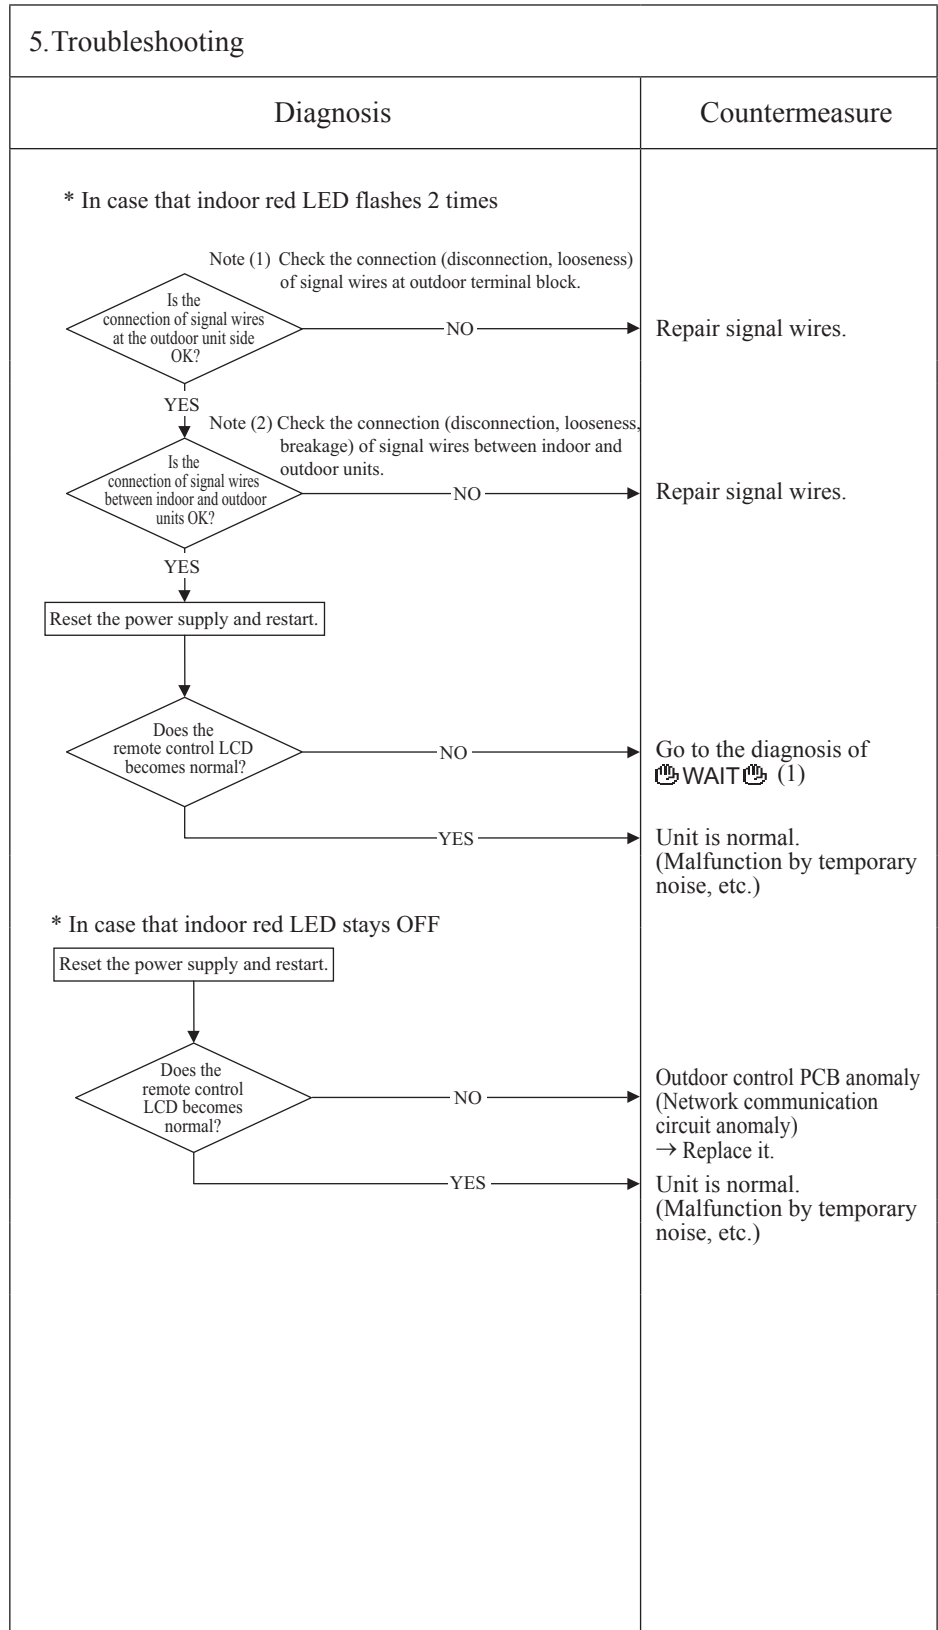 5.Troubleshooting
Diagnosis
Countermeasure
* In case that indoor red LED flashes 2 times
Note (1) Check the connection (disconnection, looseness)
of signal wires at outdoor terminal block.
Is the
connection of signal wires
at the outdoor unit side
OK?
NO
Repair signal wires.
YES
Note (2) Check the connection (disconnection, looseness,
breakage) of signal wires between indoor and
outdoor units.
Is the
connection of signal wires
between indoor and outdoor
units OK?
NO
Repair signal wires.
YES
Reset the power supply and restart.
Does the
remote control LCD
becomes normal?
NO
Go to the diagnosis of
WAIT (1)
YES
Unit is normal.
(Malfunction by temporary
noise, etc.)
* In case that indoor red LED stays OFF
Reset the power supply and restart.
Does the
remote control
LCD becomes
normal?
NO
Outdoor control PCB anomaly
(Network communication
circuit anomaly)
→ Replace it.
YES
Unit is normal.
(Malfunction by temporary
noise, etc.)